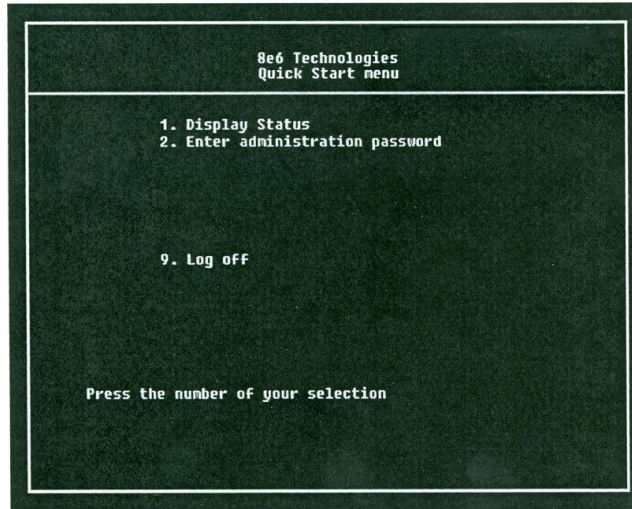 8e6 Technologies
Quick Start menu
1. Display Status
2. Enter administration password
9. Log off
Press the number of your selection